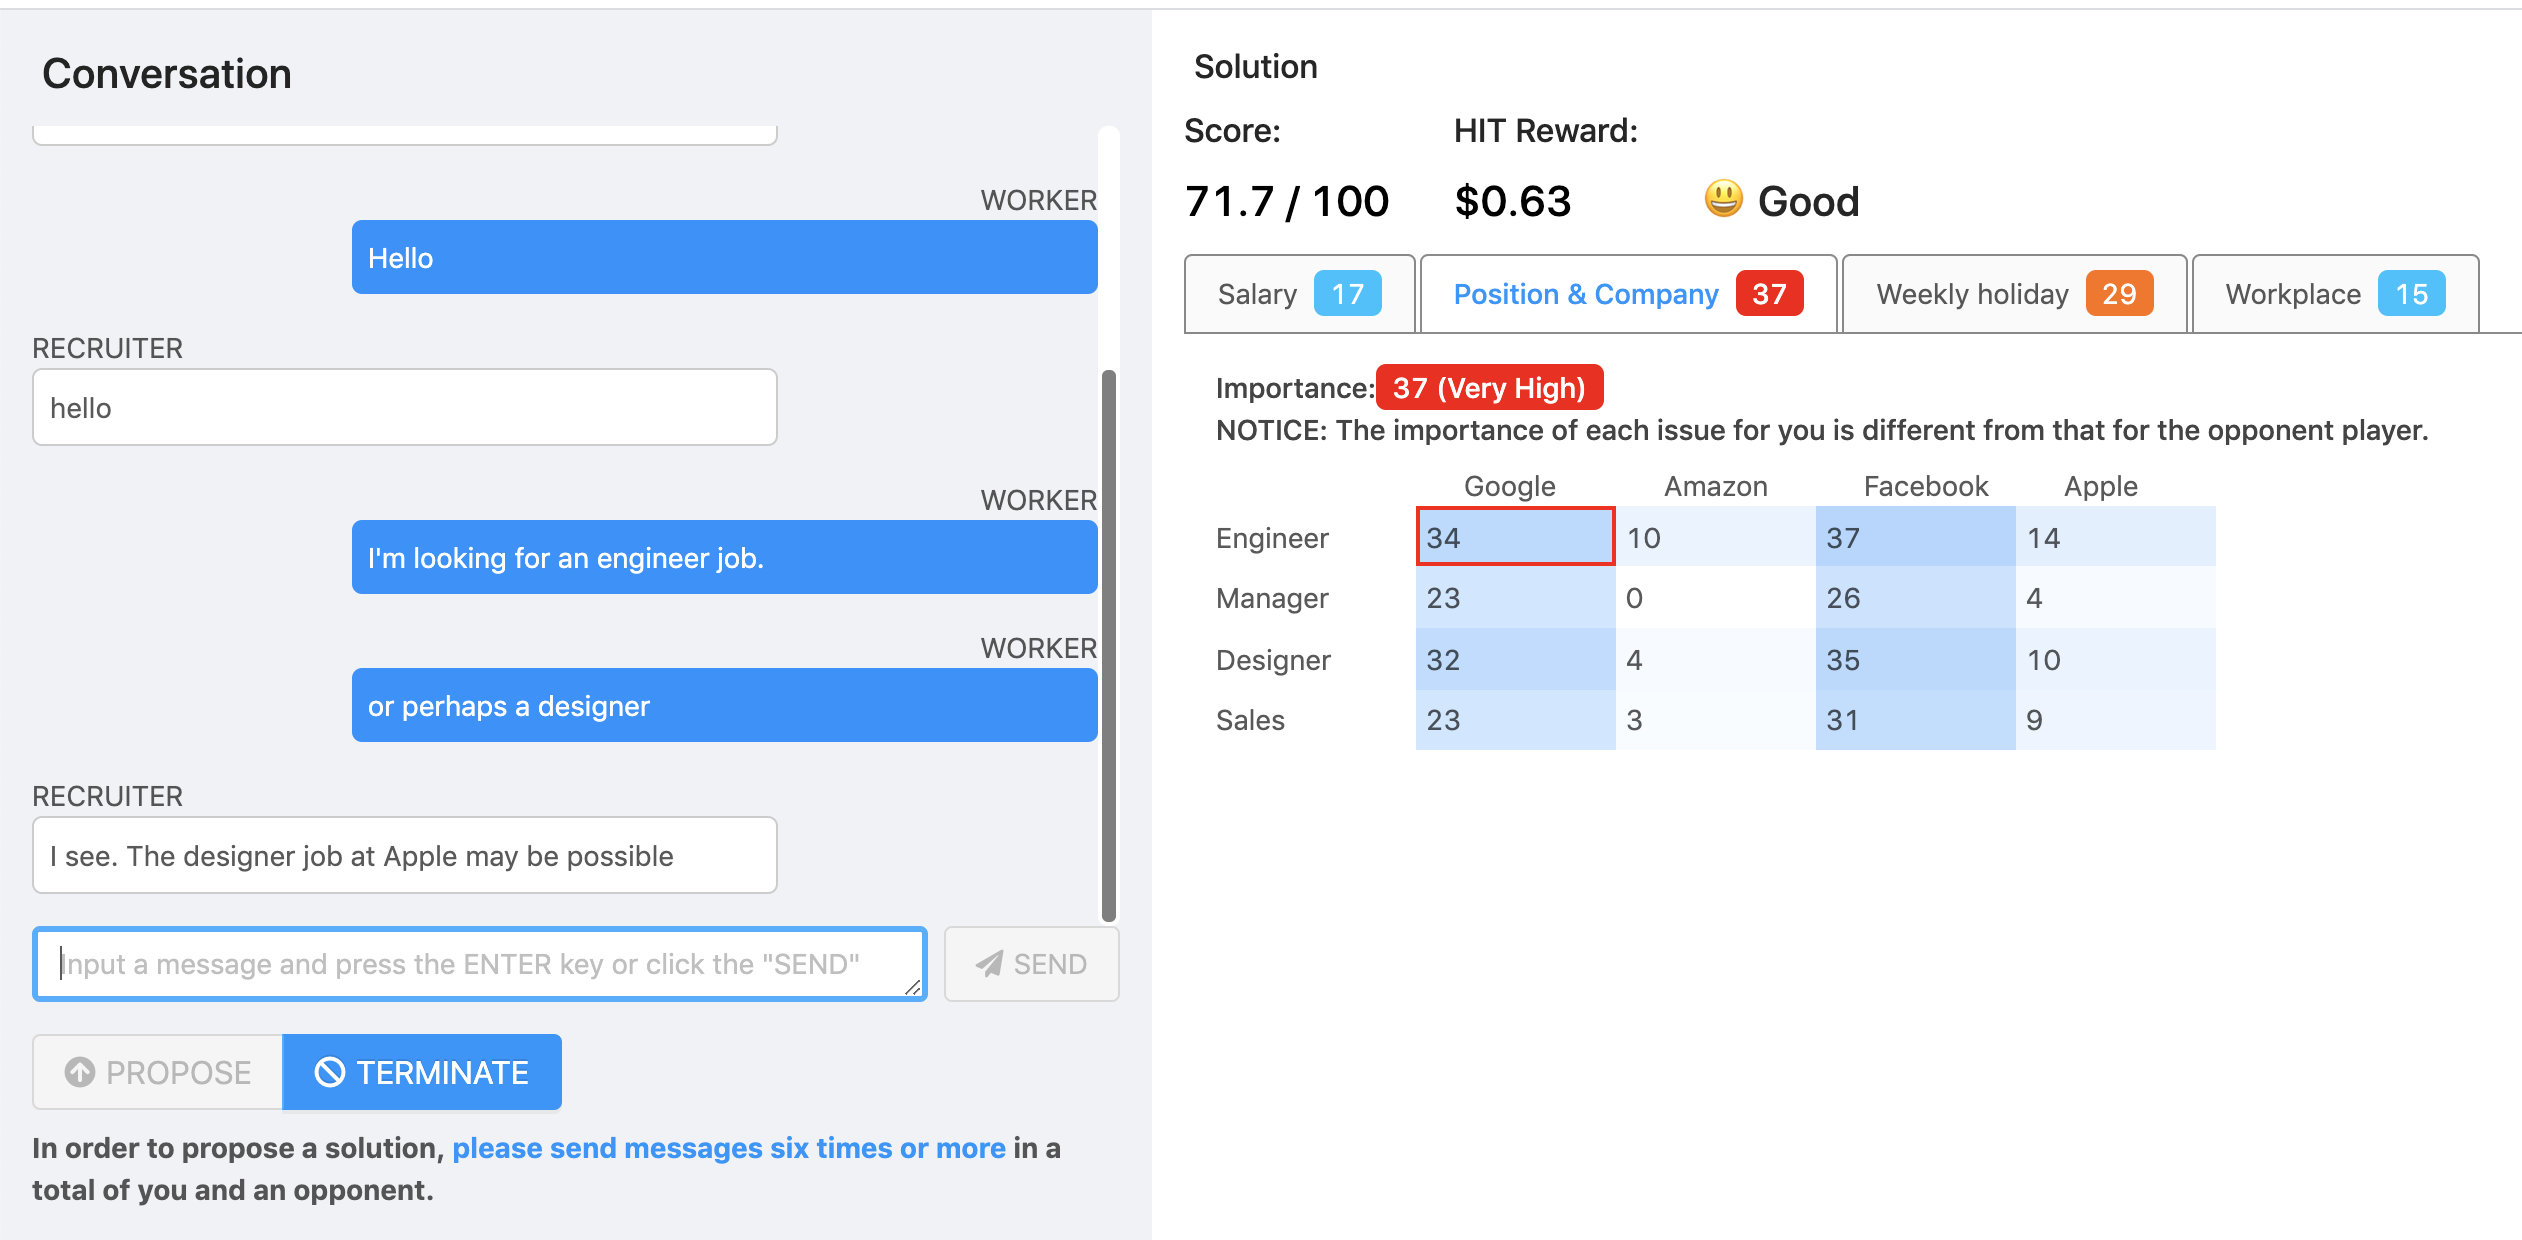 Conversation
WORKER
Hello
RECRUITER
hello
WORKER
I'm looking for an engineer job.
WORKER
or perhaps a designer
RECRUITER
I see. The designer job at Apple may be possible
Input a message and press the ENTER key or click the "SEND"
SEND
PROPOSE
TERMINATE
In order to propose a solution, please send messages six times or more in a
total of you and an opponent.
Solution
Score: HIT Reward:
71.7 / 100 $0.63 Good
Salary 17 Position & Company 37 Weekly holiday 29 Workplace 15
Importance: 37 (Very High)
NOTICE: The importance of each issue for you is different from that for the opponent player.
Google Amazon Facebook Apple
Engineer 34 10 37 14
Manager 23 0 26 4
Designer 32 4 35 10
Sales 23 3 31 9